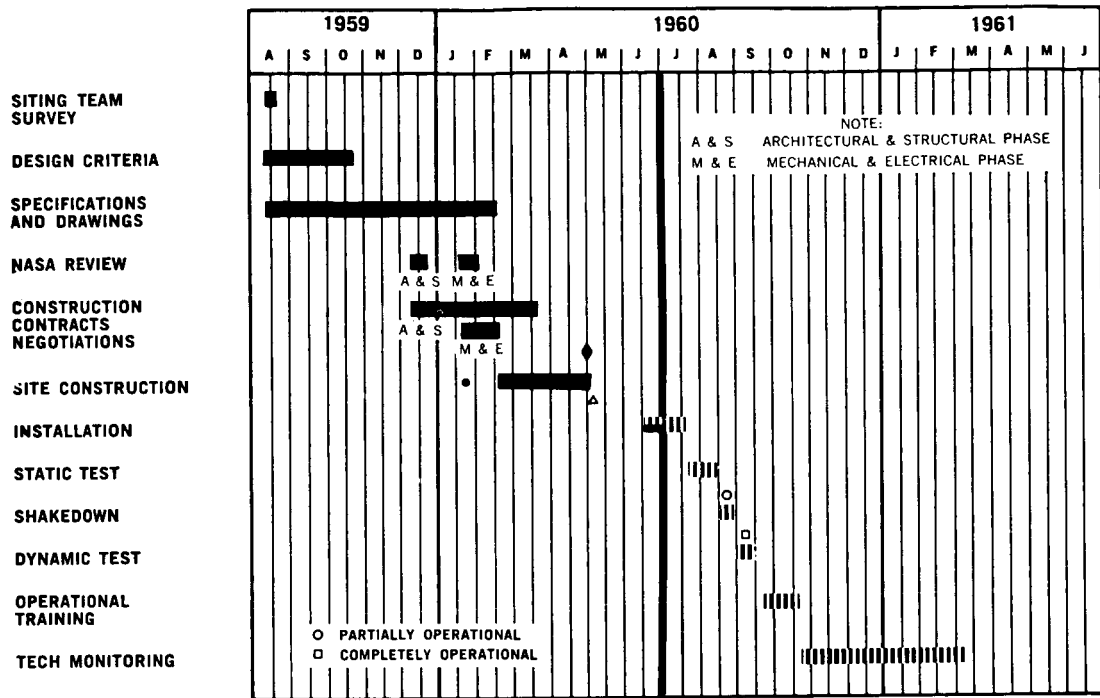 1959 1960 1961
A S O N D J F M A M J J A S O N D J F M A M J
SITING TEAM
SURVEY
NOTE:
A & S ARCHITECTURAL & STRUCTURAL PHASE
M & E MECHANICAL & ELECTRICAL PHASE
DESIGN CRITERIA
SPECIFICATIONS
AND DRAWINGS
NASA REVIEW
A & S M & E
CONSTRUCTION
CONTRACTS
NEGOTIATIONS
A & S
M & E
SITE CONSTRUCTION
INSTALLATION
STATIC TEST
SHAKEDOWN
DYNAMIC TEST
OPERATIONAL
TRAINING
PARTIALLY OPERATIONAL
COMPLETELY OPERATIONAL
TECH MONITORING